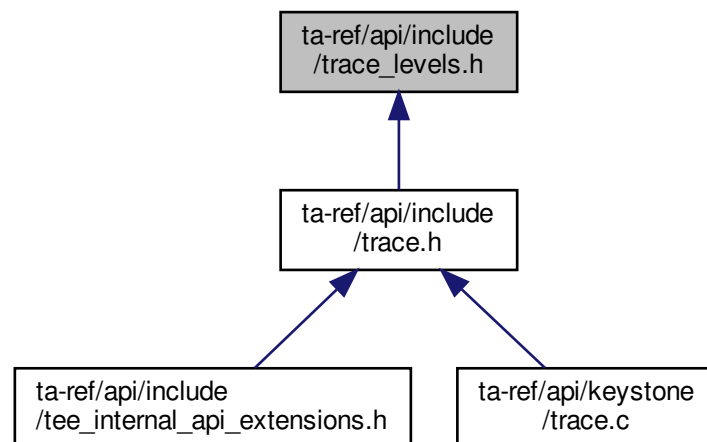 ta-ref/api/include
/trace_levels.h
ta-ref/api/include
/trace.h
ta-ref/api/include
/tee_internal_api_extensions.h
ta-ref/api/keystone
/trace.c